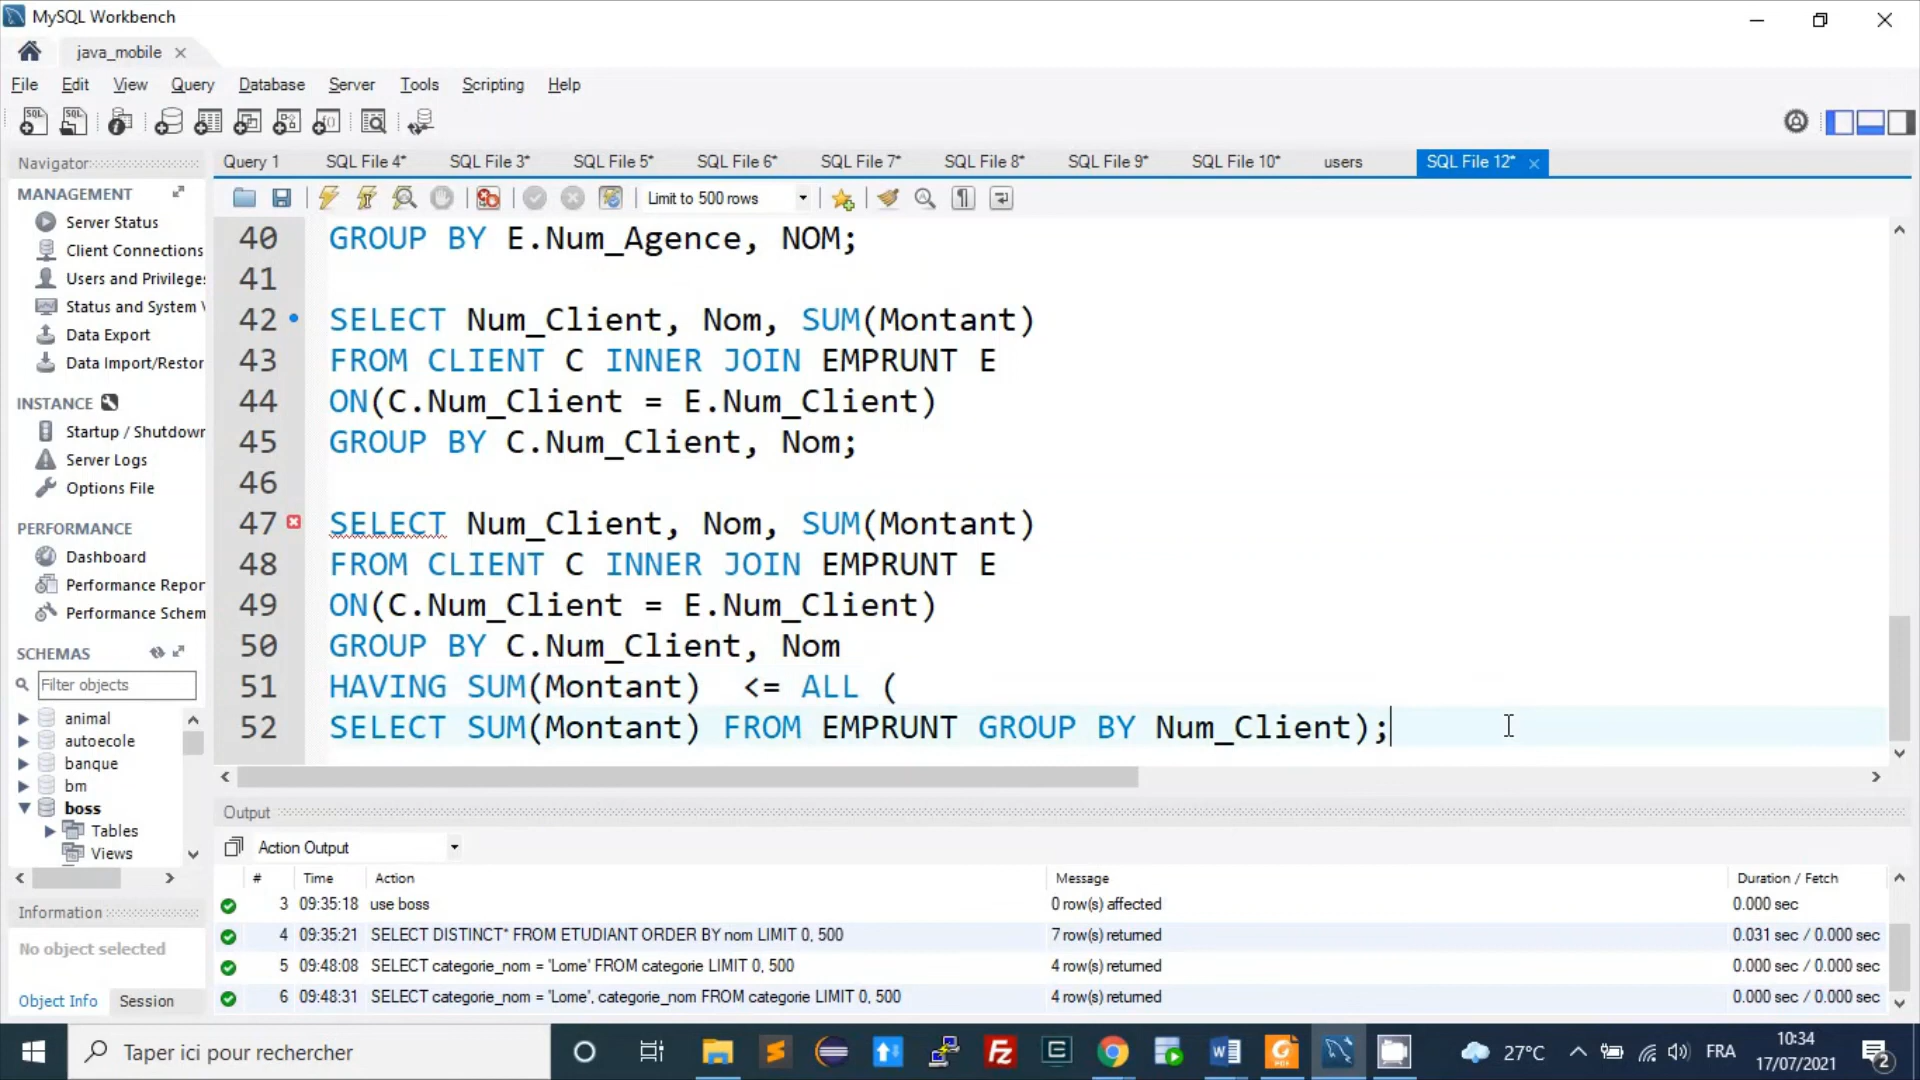 MySQL Workbench
java_mobile
File Edit View Query Database Server Tools Scripting Help
Navigator
MANAGEMENT
Server Status
Client Connections
Users and Privilege
Status and System V
Data Export
Data Import/Restor
INSTANCE
Startup / Shutdown
Server Logs
Options File
PERFORMANCE
Dashboard
Performance Repor
Performance Schem
SCHEMAS
Filter objects
animal
autoecole
banque
bm
boss
Tables
Views
Information
No object selected
Object Info Session
Query 1 SQL File 4* SQL File 3* SQL File 5* SQL File 6* SQL File 7* SQL File 8* SQL File 9* SQL File 10* users SQL File 12*
Limit to 500 rows
40 GROUP BY E.Num_Agence, NOM;
41
42 SELECT Num_Client, Nom, SUM(Montant)
43 FROM CLIENT C INNER JOIN EMPRUNT E
44 ON(C.Num_Client = E.Num_Client)
45 GROUP BY C.Num_Client, Nom;
46
47 SELECT Num_Client, Nom, SUM(Montant)
48 FROM CLIENT C INNER JOIN EMPRUNT E
49 ON(C.Num_Client = E.Num_Client)
50 GROUP BY C.Num_Client, Nom
51 HAVING SUM(Montant)  <= ALL (
52 SELECT SUM(Montant) FROM EMPRUNT GROUP BY Num_Client);
Output
Action Output
# Time Action Message Duration / Fetch
3 09:35:18 use boss 0 row(s) affected 0.000 sec
4 09:35:21 SELECT DISTINCT* FROM ETUDIANT ORDER BY nom LIMIT 0, 500 7 row(s) returned 0.031 sec / 0.000 sec
5 09:48:08 SELECT categorie_nom = 'Lome' FROM categorie LIMIT 0, 500 4 row(s) returned 0.000 sec / 0.000 sec
6 09:48:31 SELECT categorie_nom = 'Lome', categorie_nom FROM categorie LIMIT 0, 500 4 row(s) returned 0.000 sec / 0.000 sec
Taper ici pour rechercher
27°C
FRA
10:34
17/07/2021
2